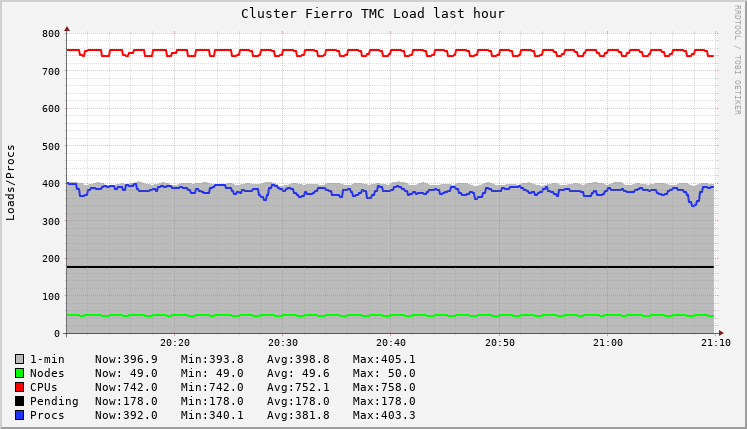 Cluster Fierro TMC Load last hour
RRDTOOL / TOBI OETIKER
Loads/Procs
800
700
600
500
400
300
200
100
0
20:20 20:30 20:40 20:50 21:00 21:10
1-min Now:396.9 Min:393.8 Avg:398.8 Max:405.1
Nodes Now: 49.0 Min: 49.0 Avg: 49.6 Max: 50.0
CPUs Now:742.0 Min:742.0 Avg:752.1 Max:758.0
Pending Now:178.0 Min:178.0 Avg:178.0 Max:178.0
Procs Now:392.0 Min:340.1 Avg:381.8 Max:403.3